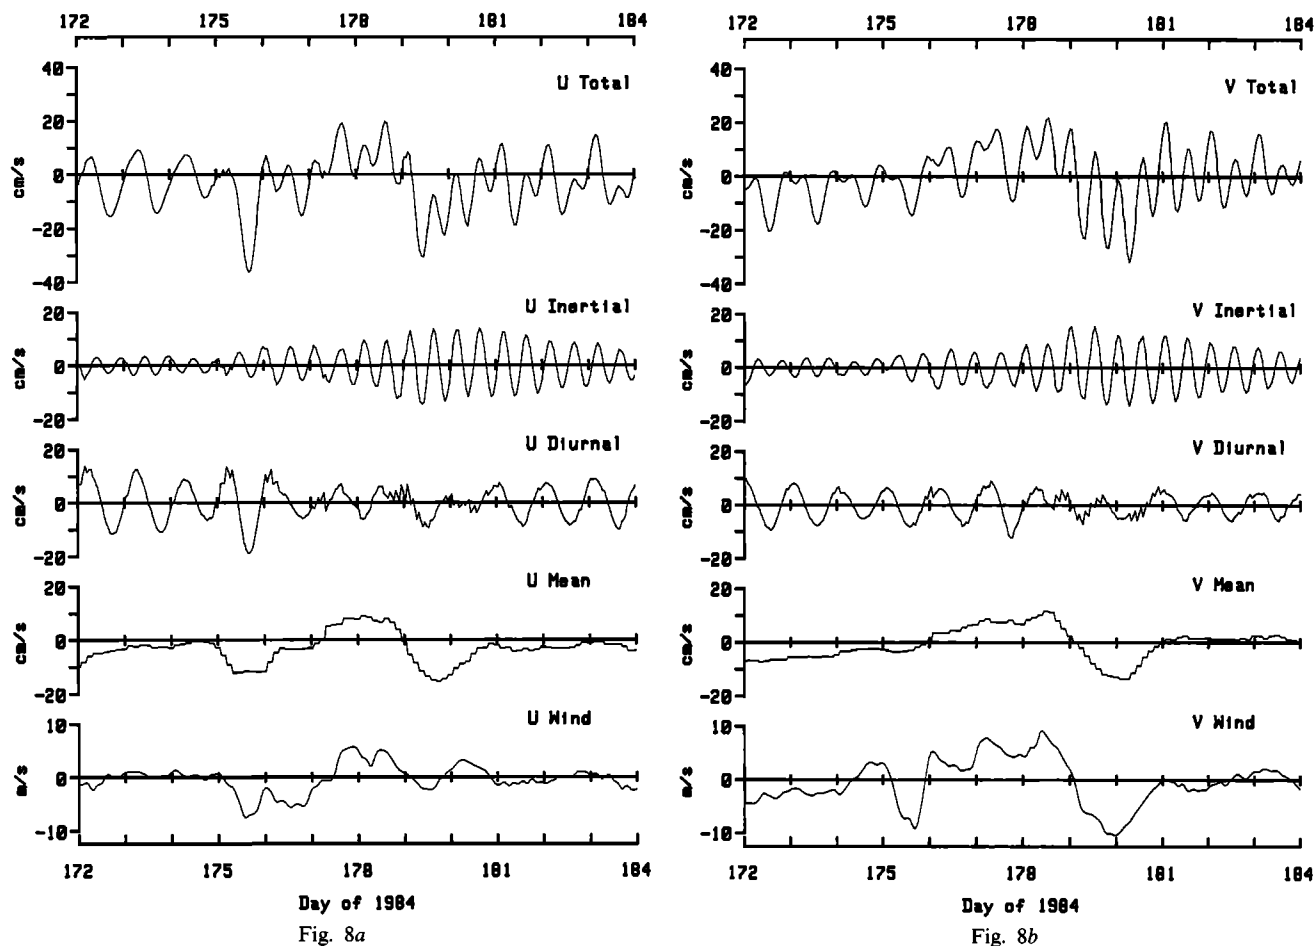 172 175 178 181 184
U Total
40
20
0
-20
-40
cm/s
U Inertial
20
0
-20
cm/s
U Diurnal
20
0
-20
cm/s
U Mean
20
0
-20
cm/s
U Wind
10
0
-10
m/s
172 175 178 181 184
Day of 1984
Fig. 8a
172 175 178 181 184
V Total
40
20
0
-20
-40
cm/s
V Inertial
20
0
-20
cm/s
V Diurnal
20
0
-20
cm/s
V Mean
20
0
-20
cm/s
V Wind
10
0
-10
m/s
172 175 178 181 184
Day of 1984
Fig. 8b